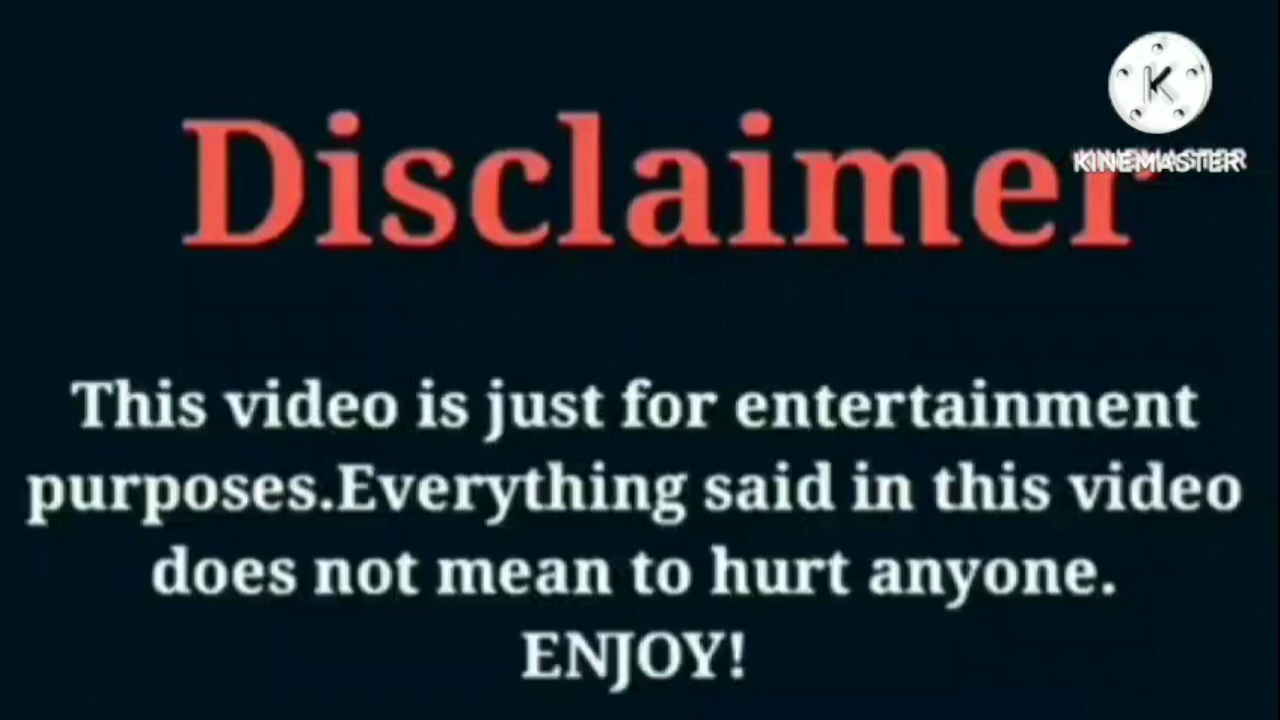 K
KINEMASTER
Disclaimer
This video is just for entertainment
purposes.Everything said in this video
does not mean to hurt anyone.
ENJOY!